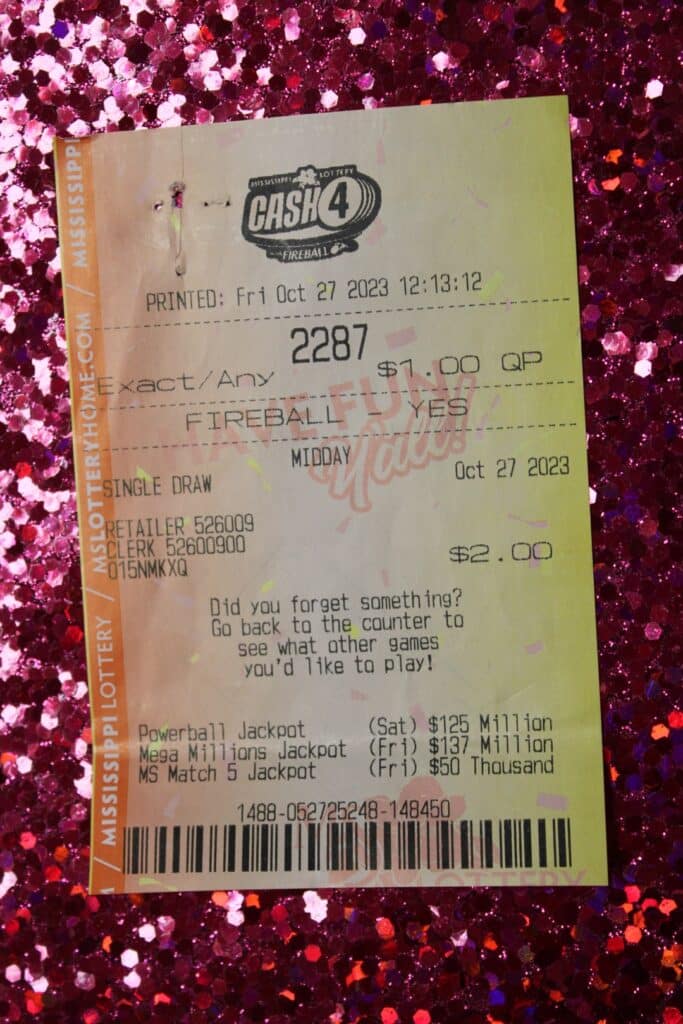 MISSISSIPPI LOTTERY
CASH 4
FIREBALL
PRINTED: Fri Oct 27 2023 12:13:12
2287
Exact/Any $1.00 QP
FIREBALL - YES
MIDDAY
SINGLE DRAW Oct 27 2023
RETAILER 526009
CLERK 52600900
015NMKXQ
$2.00
Did you forget something?
Go back to the counter to
see what other games
you'd like to play!
Powerball Jackpot (Sat) $125 Million
Mega Millions Jackpot (Fri) $137 Million
MS Match 5 Jackpot (Fri) $50 Thousand
1488-052725248-148450
HAVE FUN
Y'all!
LOTTERY
/ MISSISSIPPI LOTTERY / MSLOTTERYHOME.COM / MISSISSIPPI